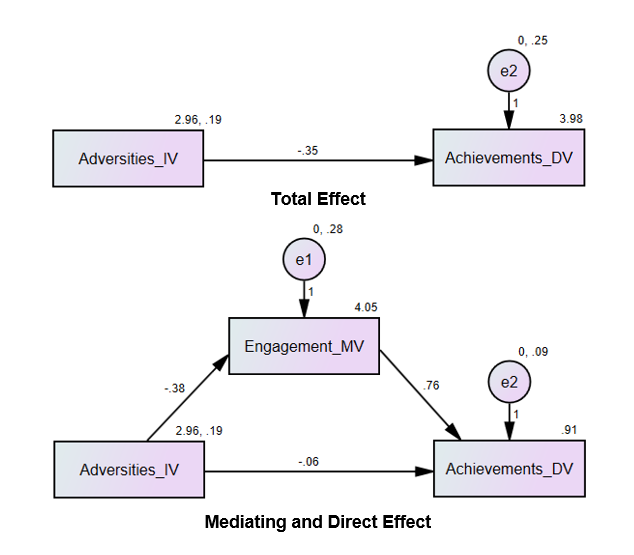 0, .25
e2
2.96, .19
1
3.98
Adversities_IV
-.35
Achievements_DV
Total Effect
0, .28
e1
1
4.05
Engagement_MV
0, .09
-.38
.76
e2
1
2.96, .19
.91
Adversities_IV
-.06
Achievements_DV
Mediating and Direct Effect